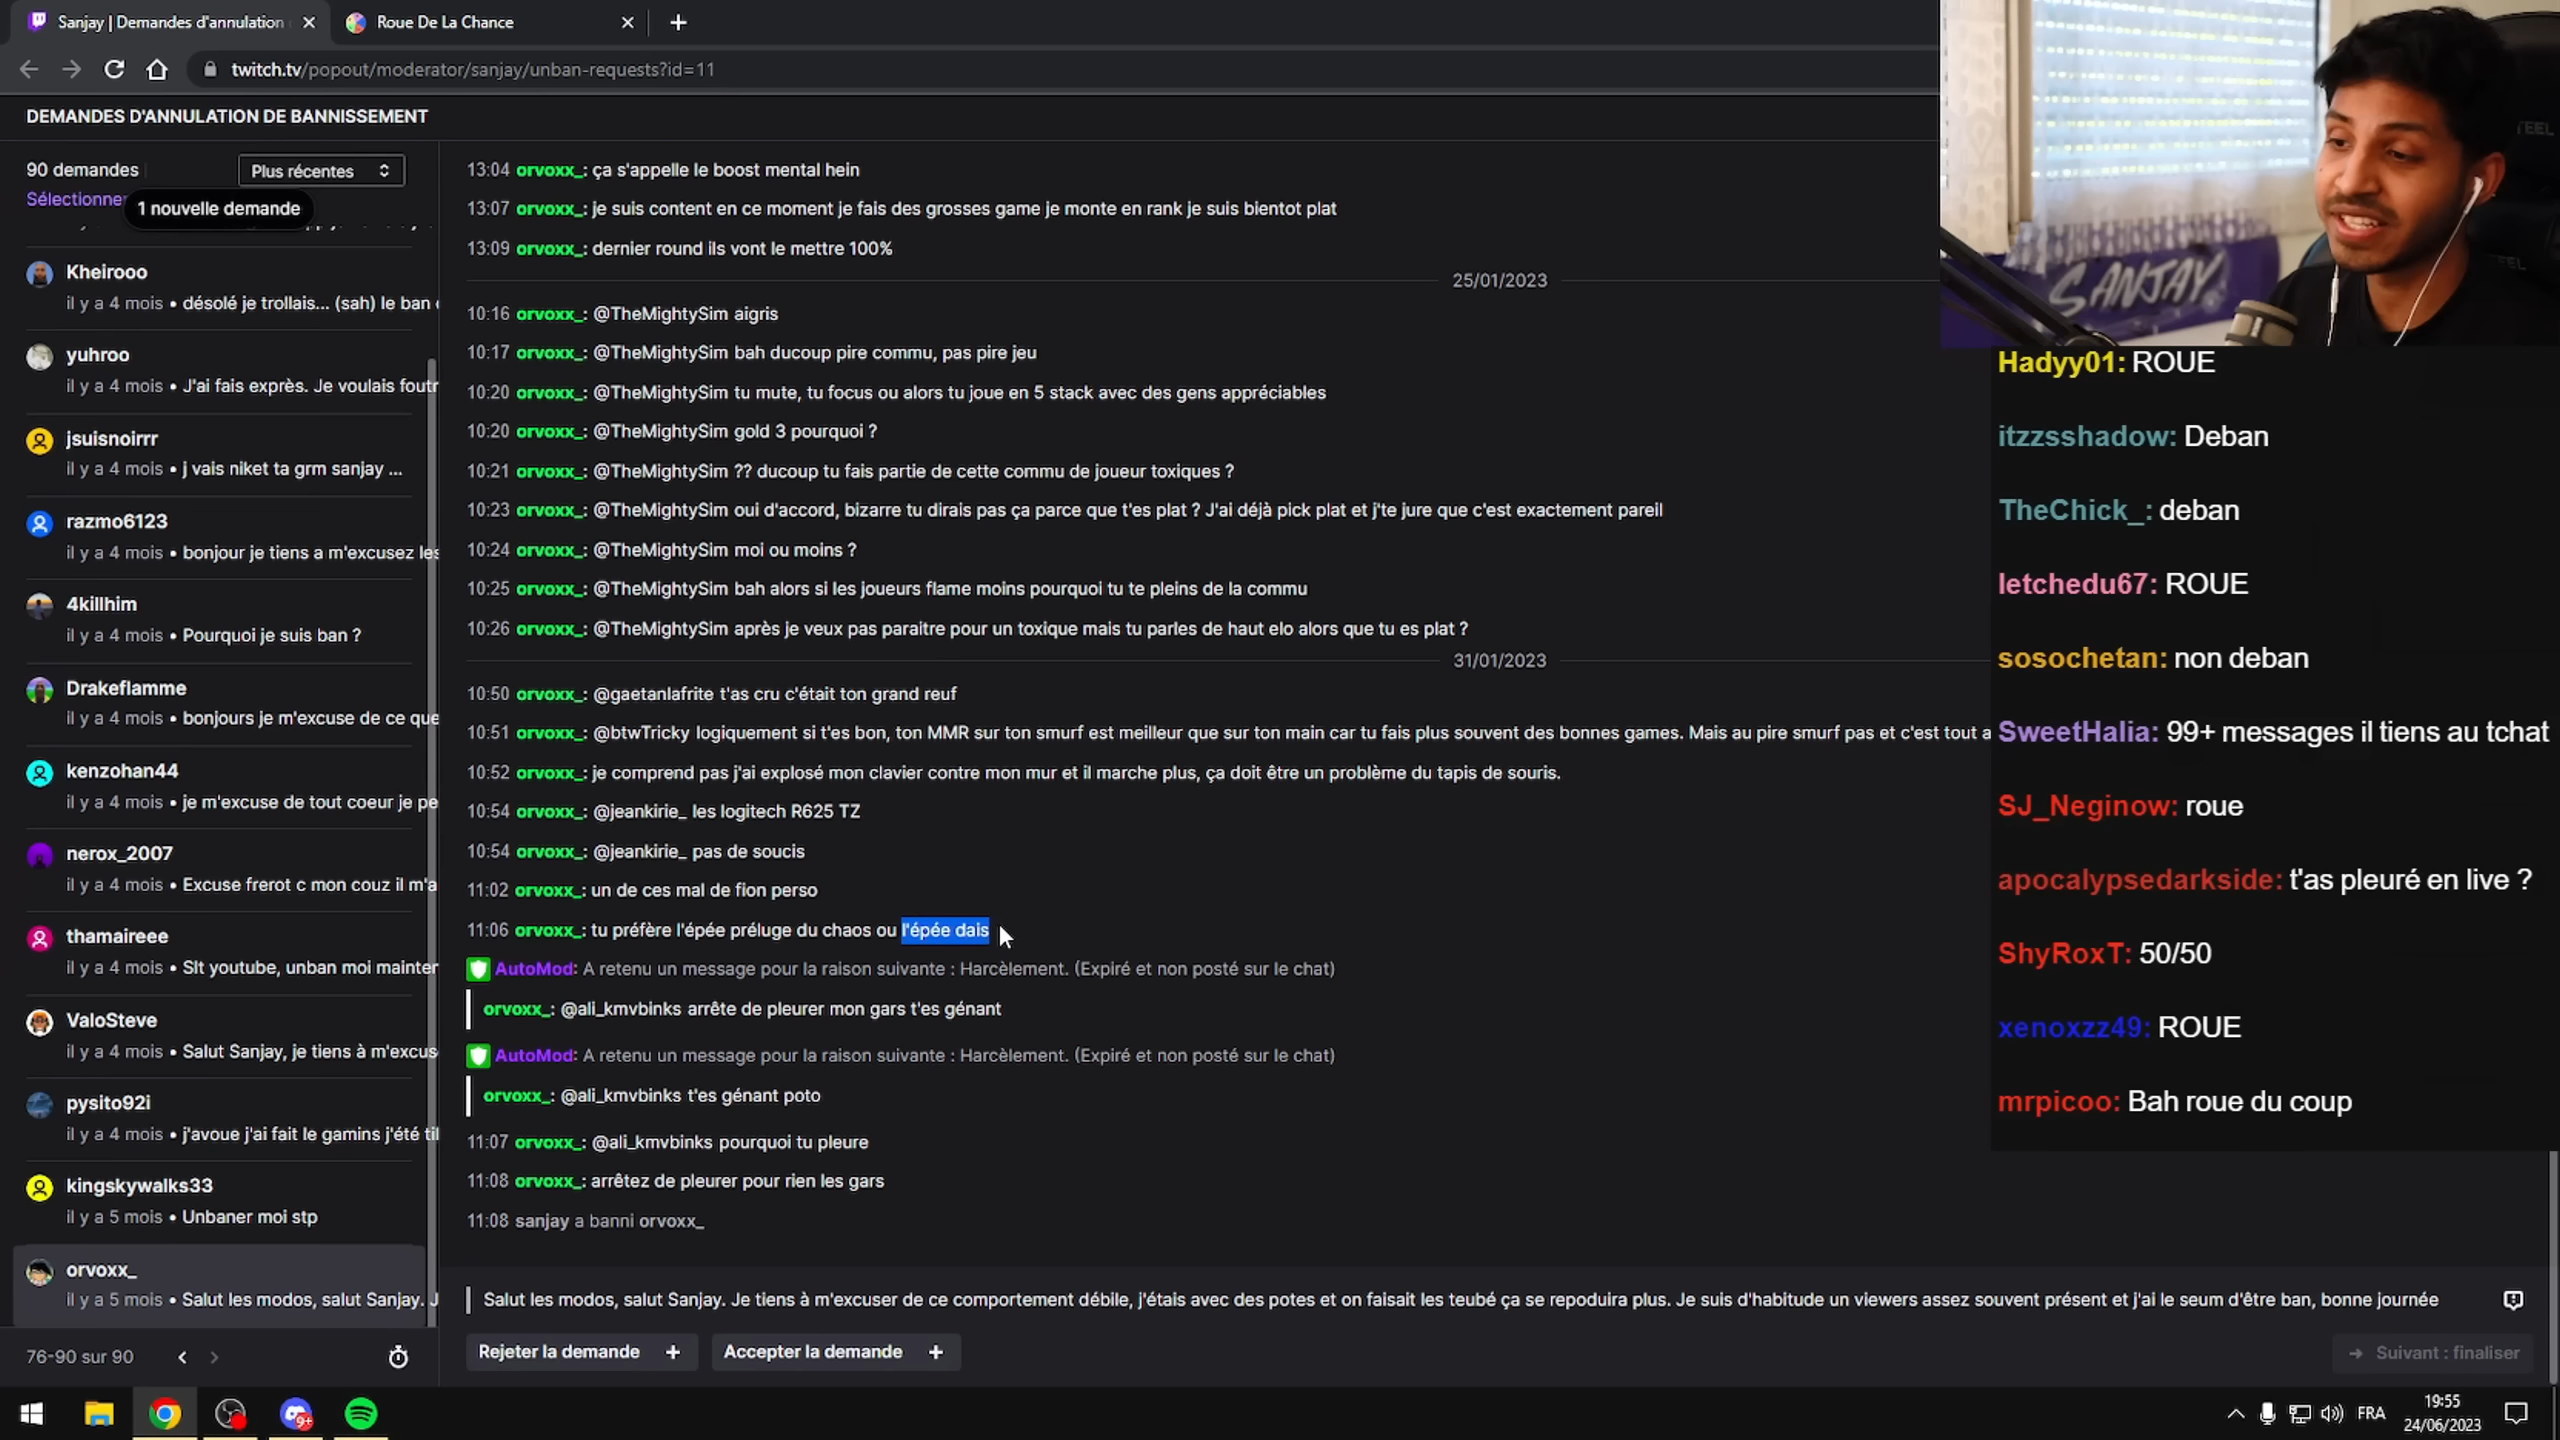 Sanjay | Demandes d'annulation
Roue De La Chance
twitch.tv/popout/moderator/sanjay/unban-requests?id=11
DEMANDES D'ANNULATION DE BANNISSEMENT
90 demandes
Plus récentes
Sélectionner
1 nouvelle demande
Kheirooo
il y a 4 mois • désolé je trollais... (sah) le ban
yuhroo
il y a 4 mois • J'ai fais exprès. Je voulais foutr
jsuisnoirrr
il y a 4 mois • j vais niket ta grm sanjay ...
razmo6123
il y a 4 mois • bonjour je tiens a m'excusez les
4killhim
il y a 4 mois • Pourquoi je suis ban ?
Drakeflamme
il y a 4 mois • bonjours je m'excuse de ce que
kenzohan44
il y a 4 mois • je m'excuse de tout coeur je pe
nerox_2007
il y a 4 mois • Excuse frerot c mon couz il m'a
thamaireee
il y a 4 mois • Slt youtube, unban moi mainter
ValoSteve
il y a 4 mois • Salut Sanjay, je tiens à m'excus
pysito92i
il y a 4 mois • j'avoue j'ai fait le gamins j'été til
kingskywalks33
il y a 5 mois • Unbaner moi stp
orvoxx_
il y a 5 mois • Salut les modos, salut Sanjay. J
76-90 sur 90
13:04 orvoxx_: ça s'appelle le boost mental hein
13:07 orvoxx_: je suis content en ce moment je fais des grosses game je monte en rank je suis bientot plat
13:09 orvoxx_: dernier round ils vont le mettre 100%
25/01/2023
10:16 orvoxx_: @TheMightySim aigris
10:17 orvoxx_: @TheMightySim bah ducoup pire commu, pas pire jeu
10:20 orvoxx_: @TheMightySim tu mute, tu focus ou alors tu joue en 5 stack avec des gens appréciables
10:20 orvoxx_: @TheMightySim gold 3 pourquoi ?
10:21 orvoxx_: @TheMightySim ?? ducoup tu fais partie de cette commu de joueur toxiques ?
10:23 orvoxx_: @TheMightySim oui d'accord, bizarre tu dirais pas ça parce que t'es plat ? J'ai déjà pick plat et j'te jure que c'est exactement pareil
10:24 orvoxx_: @TheMightySim moi ou moins ?
10:25 orvoxx_: @TheMightySim bah alors si les joueurs flame moins pourquoi tu te pleins de la commu
10:26 orvoxx_: @TheMightySim après je veux pas paraitre pour un toxique mais tu parles de haut elo alors que tu es plat ?
31/01/2023
10:50 orvoxx_: @gaetanlafrite t'as cru c'était ton grand reuf
10:51 orvoxx_: @btwTricky logiquement si t'es bon, ton MMR sur ton smurf est meilleur que sur ton main car tu fais plus souvent des bonnes games. Mais au pire smurf pas et c'est tout a
10:52 orvoxx_: je comprend pas j'ai explosé mon clavier contre mon mur et il marche plus, ça doit être un problème du tapis de souris.
10:54 orvoxx_: @jeankirie_ les logitech R625 TZ
10:54 orvoxx_: @jeankirie_ pas de soucis
11:02 orvoxx_: un de ces mal de fion perso
11:06 orvoxx_: tu préfère l'épée préluge du chaos ou l'épée dais
AutoMod: A retenu un message pour la raison suivante : Harcèlement. (Expiré et non posté sur le chat)
orvoxx_: @ali_kmvbinks arrête de pleurer mon gars t'es génant
AutoMod: A retenu un message pour la raison suivante : Harcèlement. (Expiré et non posté sur le chat)
orvoxx_: @ali_kmvbinks t'es génant poto
11:07 orvoxx_: @ali_kmvbinks pourquoi tu pleure
11:08 orvoxx_: arrêtez de pleurer pour rien les gars
11:08 sanjay a banni orvoxx_
Salut les modos, salut Sanjay. Je tiens à m'excuser de ce comportement débile, j'étais avec des potes et on faisait les teubé ça se repoduira plus. Je suis d'habitude un viewers assez souvent présent et j'ai le seum d'être ban, bonne journée
Rejeter la demande +
Accepter la demande +
Suivant : finaliser
SANJAY
Hadyy01: ROUE
itzzsshadow: Deban
TheChick_: deban
letchedu67: ROUE
sosochetan: non deban
SweetHalia: 99+ messages il tiens au tchat
SJ_Neginow: roue
apocalypsedarkside: t'as pleuré en live ?
ShyRoxT: 50/50
xenoxzz49: ROUE
mrpicoo: Bah roue du coup
9+
FRA
19:55
24/06/2023